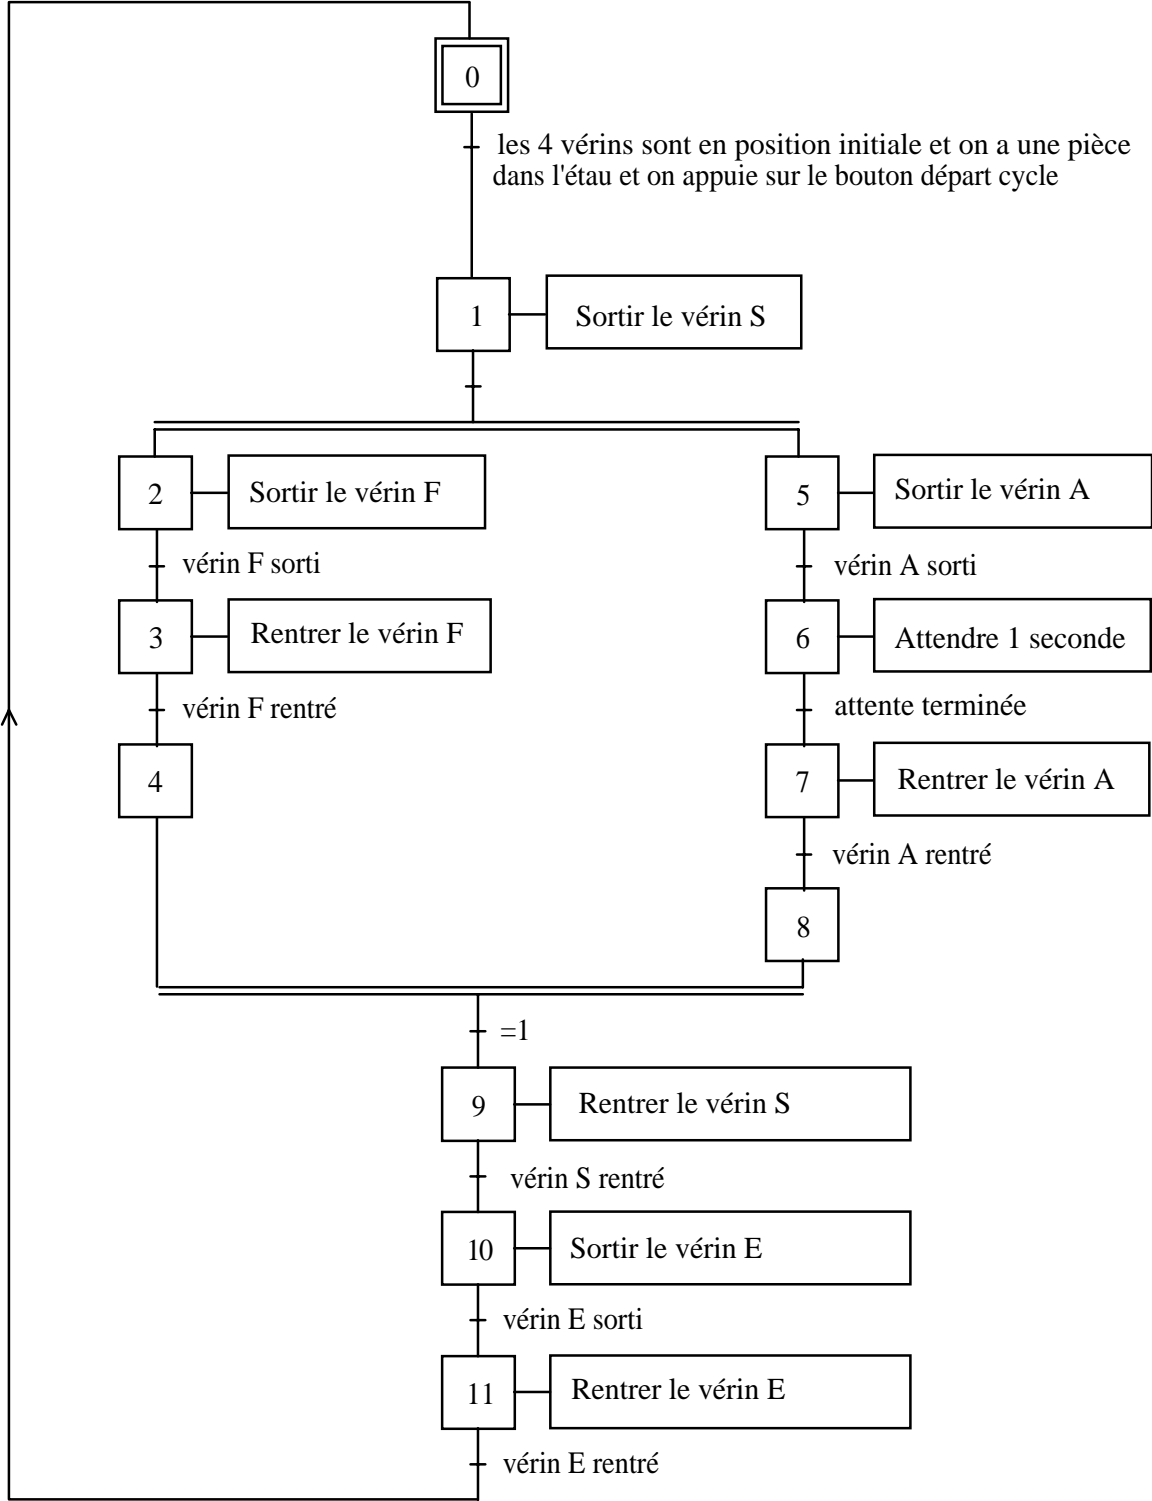 0
les 4 vérins sont en position initiale et on a une pièce
dans l'étau et on appuie sur le bouton départ cycle
1
Sortir le vérin S
2
Sortir le vérin F
5
Sortir le vérin A
vérin F sorti
vérin A sorti
3
Rentrer le vérin F
6
Attendre 1 seconde
vérin F rentré
attente terminée
4
7
Rentrer le vérin A
vérin A rentré
8
=1
9
Rentrer le vérin S
vérin S rentré
10
Sortir le vérin E
vérin E sorti
11
Rentrer le vérin E
vérin E rentré